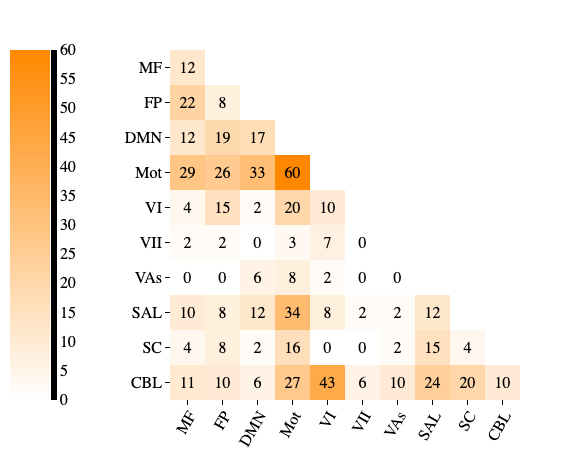 60
55
50
45
40
35
30
25
20
15
10
5
0
MF 12
FP 22 8
DMN 12 19 17
Mot 29 26 33 60
VI 4 15 2 20 10
VII 2 2 0 3 7 0
VAs 0 0 6 8 2 0 0
SAL 10 8 12 34 8 2 2 12
SC 4 8 2 16 0 0 2 15 4
CBL 11 10 6 27 43 6 10 24 20 10
MF FP DMN Mot VI VII VAs SAL SC CBL